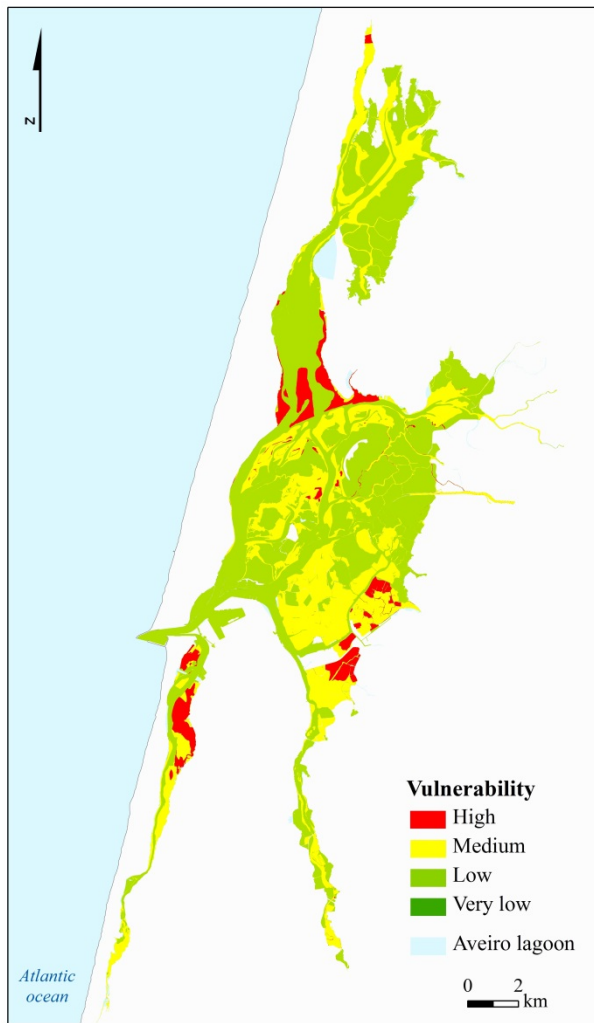 N
Vulnerability
High
Medium
Low
Very low
Aveiro lagoon
Atlantic
ocean
0 2
km